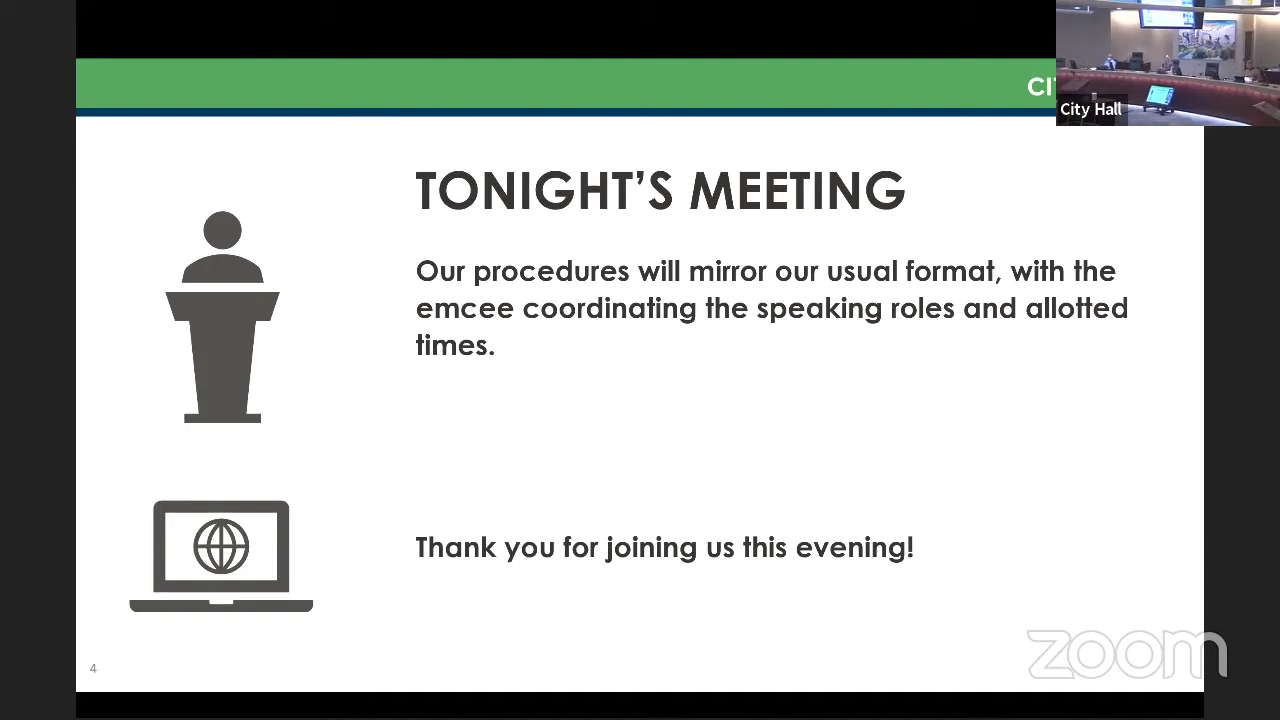 City Hall
TONIGHT’S MEETING
Our procedures will mirror our usual format, with the
emcee coordinating the speaking roles and allotted
times.
Thank you for joining us this evening!
4
zoom